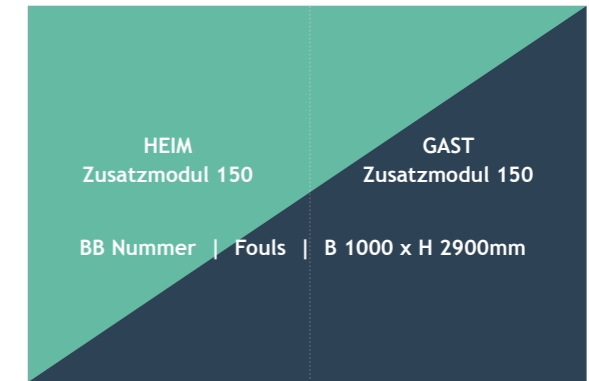 HEIM GAST
Zusatzmodul 150 Zusatzmodul 150
BB Nummer | Fouls | B 1000 x H 2900mm